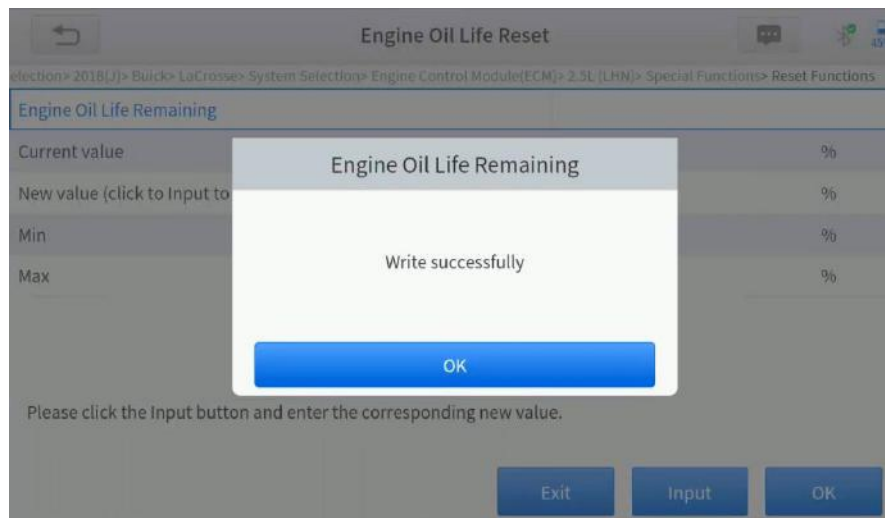 Engine Oil Life Reset
election> 2018(J)> Buick> LaCrosse> System Selection> Engine Control Module(ECM)> 2.5L (LHN)> Special Functions> Reset Functions
Engine Oil Life Remaining
Current value %
New value (click to Input to %
Min %
Max %
Engine Oil Life Remaining
Write successfully
OK
Please click the Input button and enter the corresponding new value.
Exit Input OK